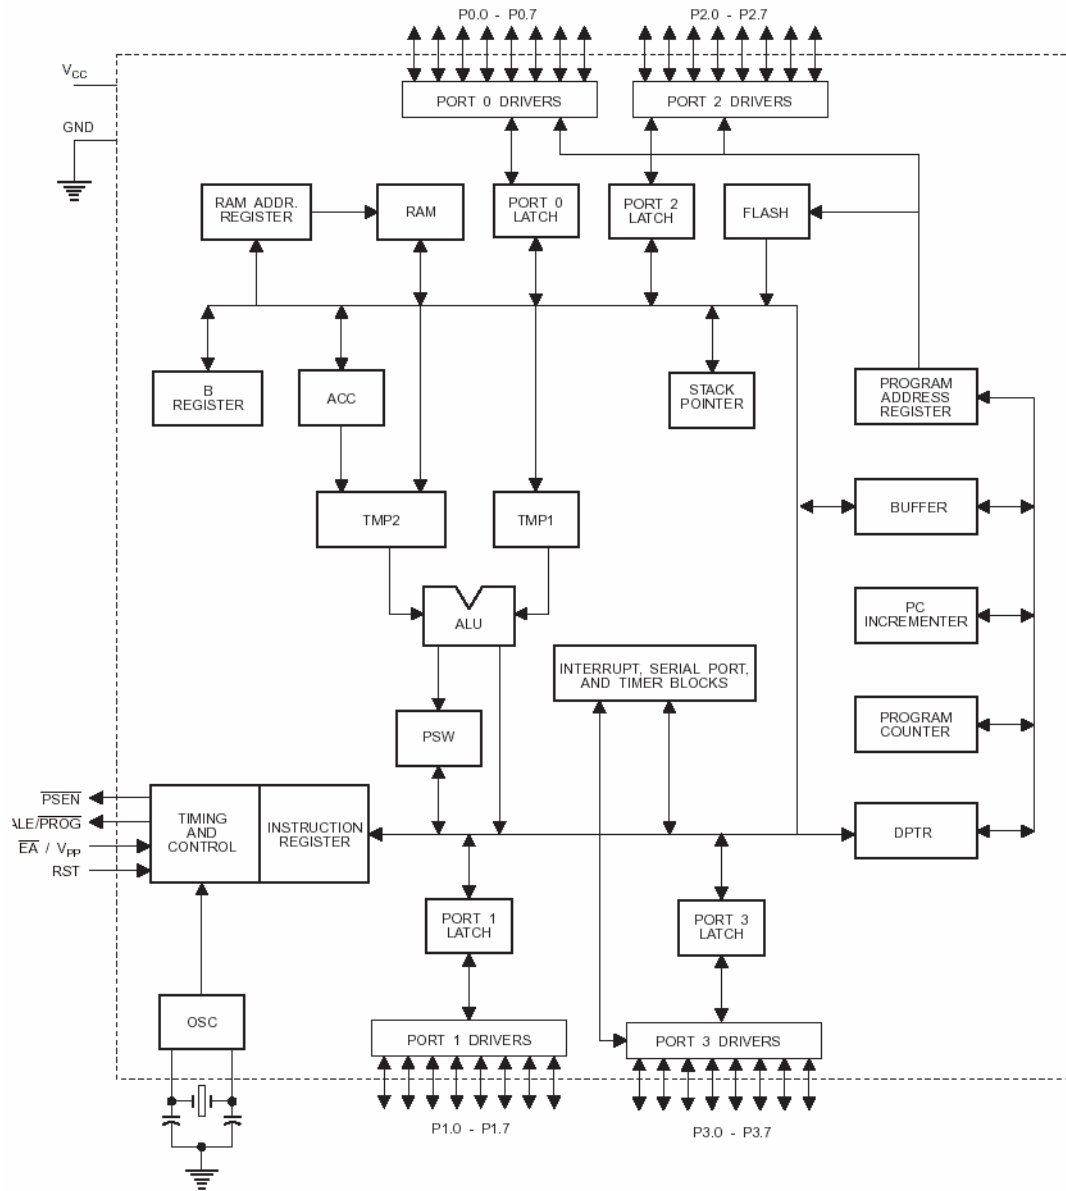 P0.0 - P0.7
P2.0 - P2.7
VCC
PORT 0 DRIVERS
PORT 2 DRIVERS
GND
RAM ADDR.
REGISTER
RAM
PORT 0
LATCH
PORT 2
LATCH
FLASH
B
REGISTER
ACC
STACK
POINTER
PROGRAM
ADDRESS
REGISTER
TMP2
TMP1
BUFFER
ALU
PC
INCREMENTER
INTERRUPT, SERIAL PORT,
AND TIMER BLOCKS
PSW
PROGRAM
COUNTER
PSEN
ALE/PROG
EA / VPP
RST
TIMING
AND
CONTROL
INSTRUCTION
REGISTER
DPTR
PORT 1
LATCH
PORT 3
LATCH
OSC
PORT 1 DRIVERS
PORT 3 DRIVERS
P1.0 - P1.7
P3.0 - P3.7